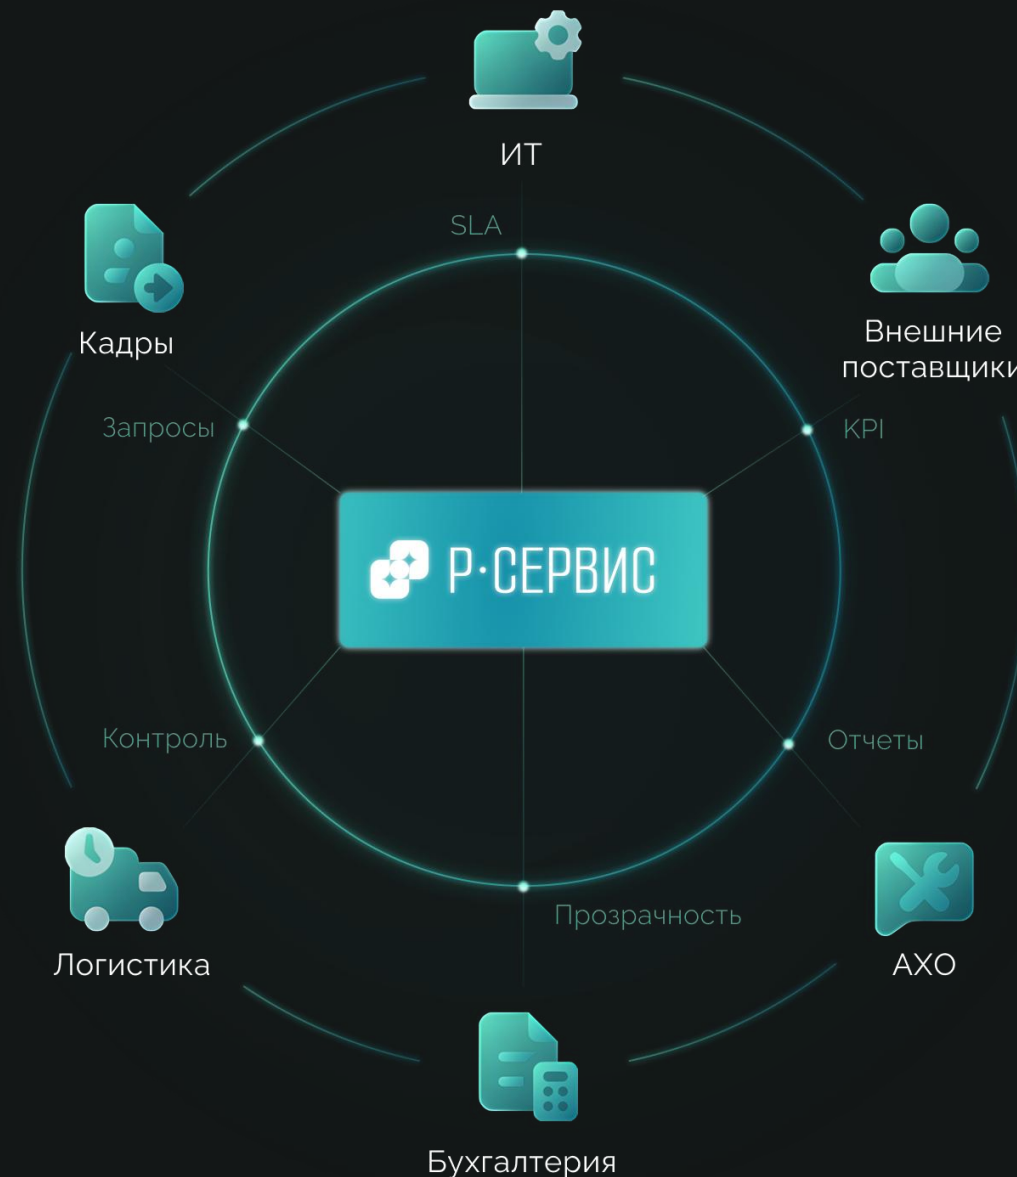 ИТ
SLA
Кадры
Внешние
поставщики
Запросы
KPI
Р·СЕРВИС
Контроль
Отчеты
Прозрачность
Логистика
АХО
Бухгалтерия